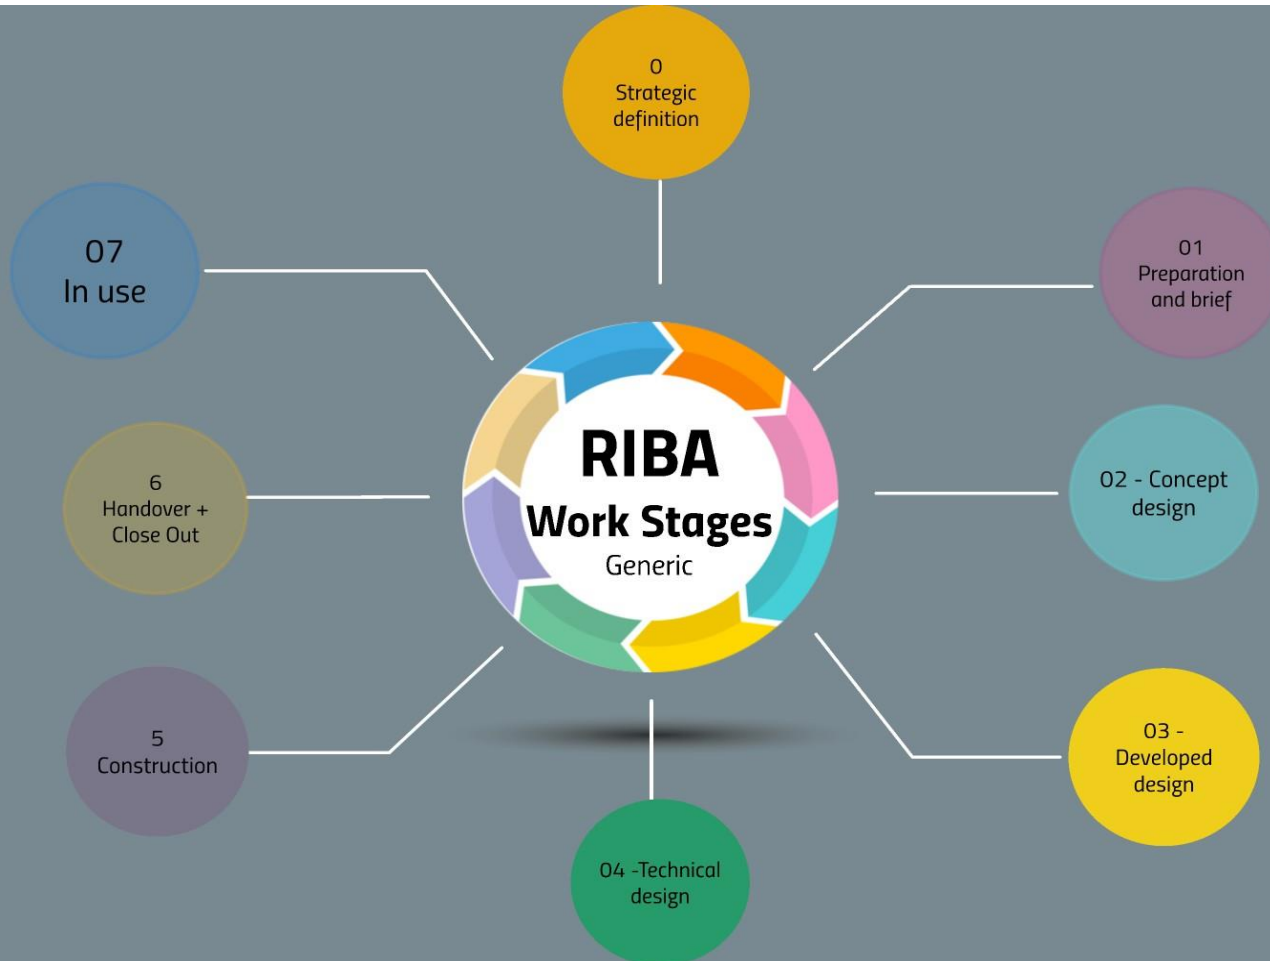 RIBA
Work Stages
Generic
0
Strategic
definition
01
Preparation
and brief
02 - Concept
design
03 -
Developed
design
04 -Technical
design
5
Construction
6
Handover +
Close Out
07
In use